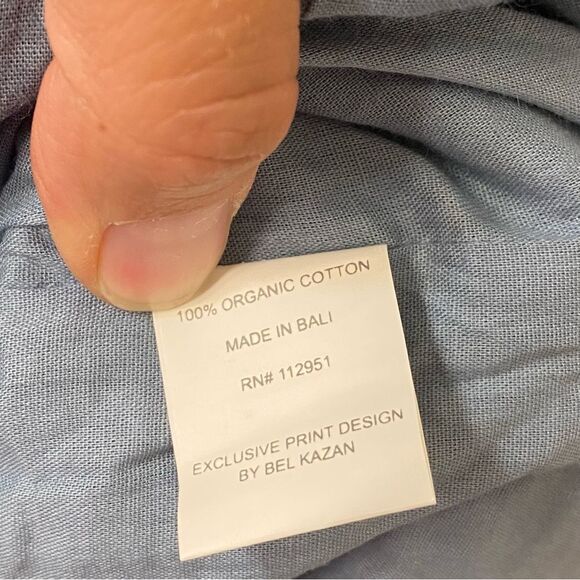 100% ORGANIC COTTON
MADE IN BALI
RN# 112951
EXCLUSIVE PRINT DESIGN
BY BEL KAZAN